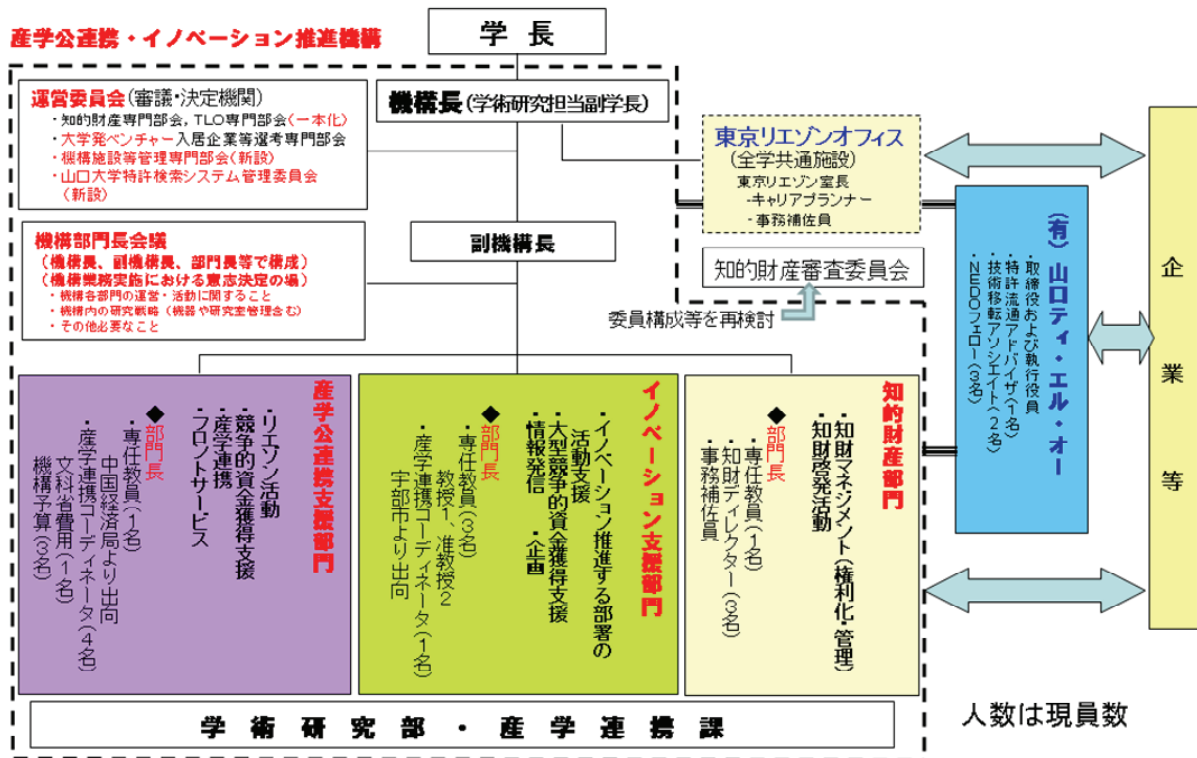 産学公連携・イノベーション推進機構
学長
運営委員会(審議・決定機関)
・知的財産専門部会，TLO専門部会(一本化)
・大学発ベンチャー入居企業等選考専門部会
・機構施設等管理専門部会(新設)
・山口大学特許検索システム管理委員会
(新設)
機構長(学術研究担当副学長)
東京リエゾンオフィス
(全学共通施設)
東京リエゾン室長
-キャリアプランナー
-事務補佐員
機構部門長会議
(機構長、副機構長、部門長等で構成)
(機構業務実施における意志決定の場)
・機構各部門の運営・活動に関すること
・機構内の研究戦略（機器や研究室管理含む）
・その他必要なこと
副機構長
知的財産審査委員会
委員構成等を再検討
(有)山口ティ・エル・オー
・取締役および執行役員
・特許流通アドバイザ(1名)
・技術移転アソシエイト(2名)
・NEDOフェロー(3名)
企業等
産学公連携支援部門
・リエゾン活動
・競争的資金獲得支援
・産学連携
・フロントサービス
◆部門長
・専任教員(1名)
中国経済局より出向
・産学連携コーディネータ(4名)
文科省費用(1名)
機構予算(3名)
イノベーション支援部門
・イノベーション推進する部署の
活動支援
・大型競争的資金獲得支援
・情報発信 ・企画
◆部門長
・専任教員(3名)
教授1、准教授2
・産学連携コーディネータ(1名)
宇部市より出向
知的財産部門
・知財マネジメント(権利化・管理)
・知財啓発活動
◆部門長
・専任教員(1名)
・知財ディレクター(3名)
・事務補佐員
学術研究部・産学連携課
人数は現員数